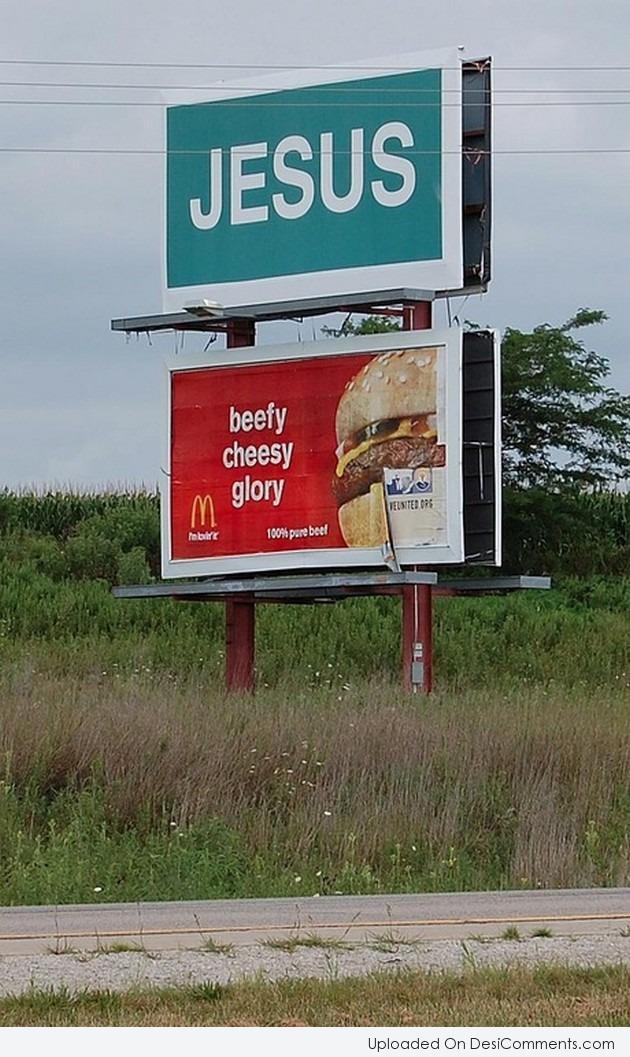 JESUS
beefy
cheesy
glory
i'm lovin' it
100% pure beef
VEUNITED.ORG
Uploaded On DesiComments.com